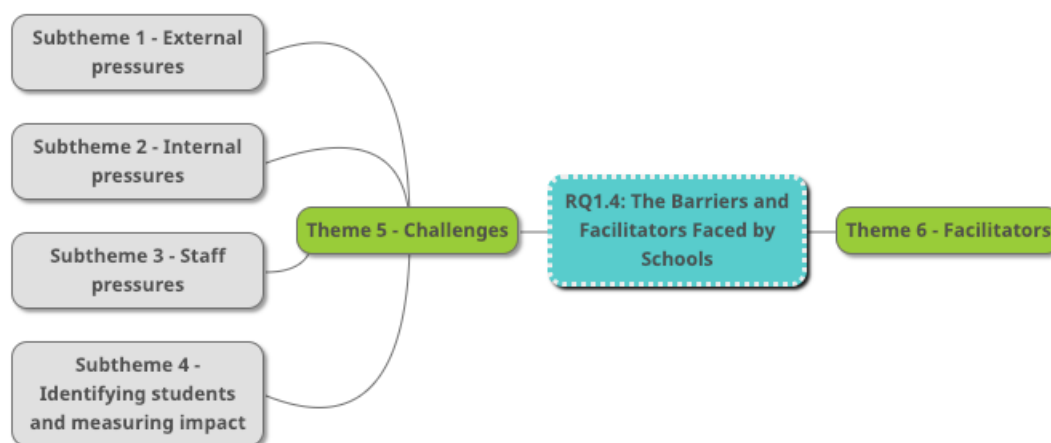 Subtheme 1 - External
pressures
Subtheme 2 - Internal
pressures
Subtheme 3 - Staff
pressures
Subtheme 4 -
Identifying students
and measuring impact
Theme 5 - Challenges
RQ1.4: The Barriers and
Facilitators Faced by
Schools
Theme 6 - Facilitators